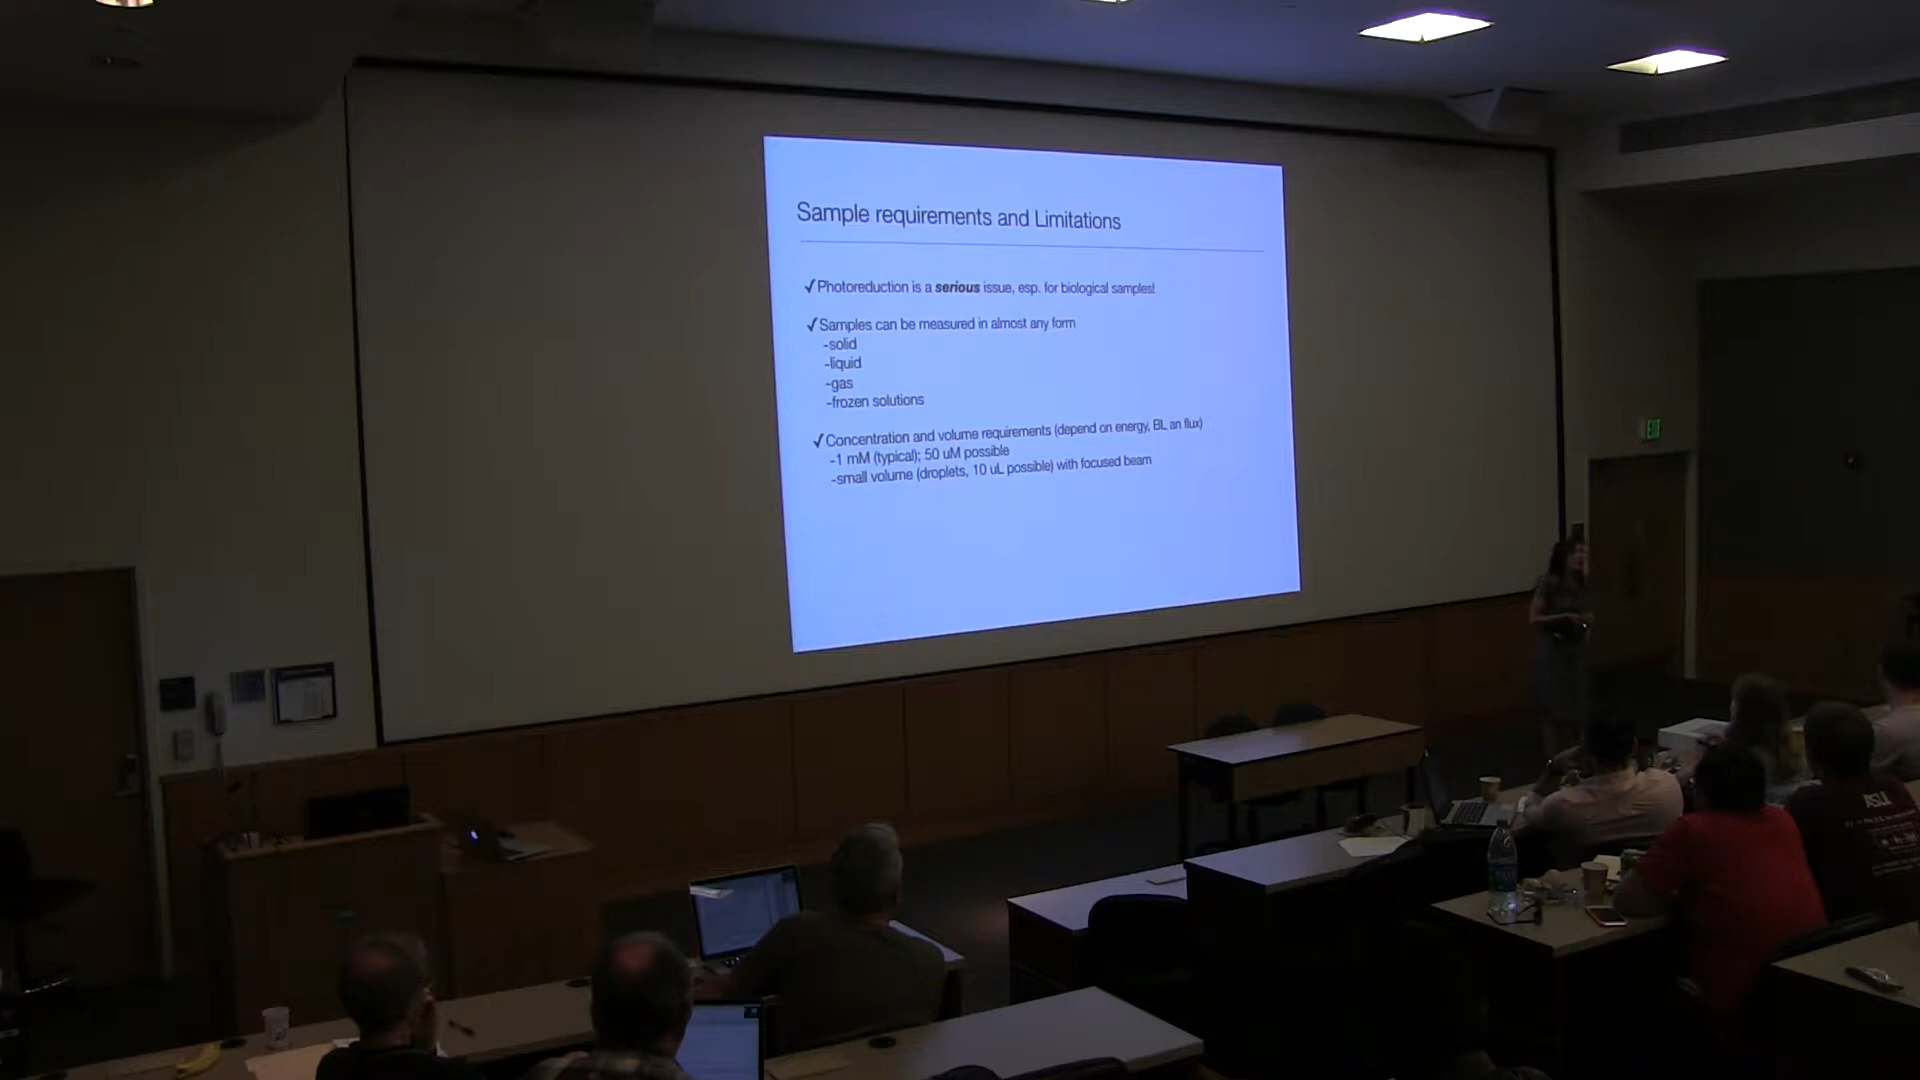 Sample requirements and Limitations
✓Photoreduction is a serious issue, esp. for biological samples!
✓Samples can be measured in almost any form
-solid
-liquid
-gas
-frozen solutions
✓Concentration and volume requirements (depend on energy, BL an flux)
-1 mM (typical); 50 uM possible
-small volume (droplets, 10 uL possible) with focused beam
ASU